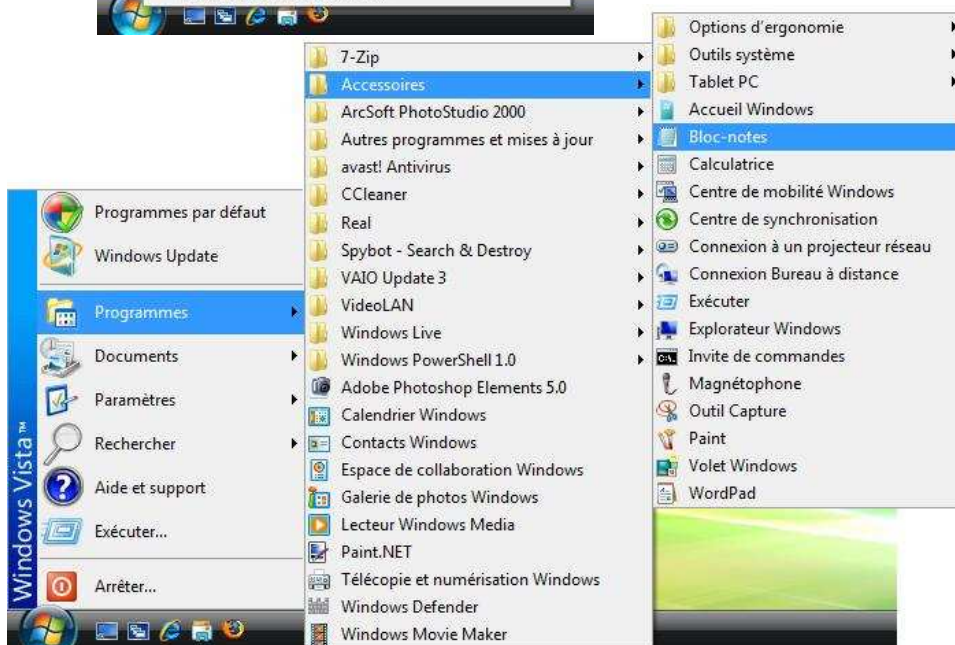 Programmes par défaut
Windows Update
Programmes
Documents
Paramètres
Rechercher
Aide et support
Exécuter...
Arrêter...
Windows Vista™
7-Zip
Accessoires
ArcSoft PhotoStudio 2000
Autres programmes et mises à jour
avast! Antivirus
CCleaner
Real
Spybot - Search & Destroy
VAIO Update 3
VideoLAN
Windows Live
Windows PowerShell 1.0
Adobe Photoshop Elements 5.0
Calendrier Windows
Contacts Windows
Espace de collaboration Windows
Galerie de photos Windows
Lecteur Windows Media
Paint.NET
Télécopie et numérisation Windows
Windows Defender
Windows Movie Maker
Options d'ergonomie
Outils système
Tablet PC
Accueil Windows
Bloc-notes
Calculatrice
Centre de mobilité Windows
Centre de synchronisation
Connexion à un projecteur réseau
Connexion Bureau à distance
Exécuter
Explorateur Windows
Invite de commandes
Magnétophone
Outil Capture
Paint
Volet Windows
WordPad